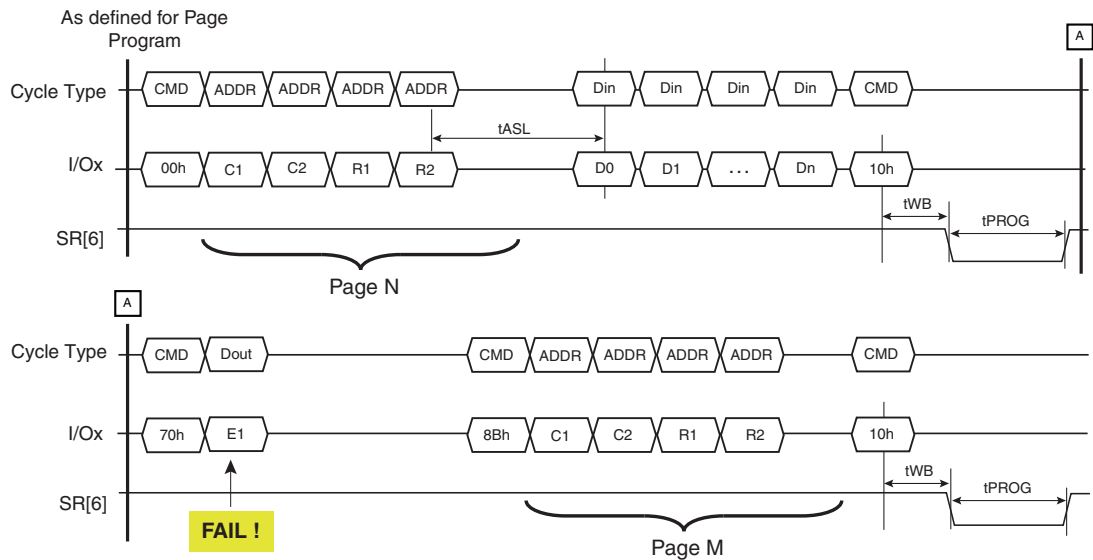 As defined for Page
Program
A
Cycle Type CMD ADDR ADDR ADDR ADDR Din Din Din Din CMD
tASL
I/Ox 00h C1 C2 R1 R2 D0 D1 ... Dn 10h
tWB
tPROG
SR[6]
Page N
A
Cycle Type CMD Dout CMD ADDR ADDR ADDR ADDR CMD
I/Ox 70h E1 8Bh C1 C2 R1 R2 10h
tWB
tPROG
SR[6]
FAIL !
Page M